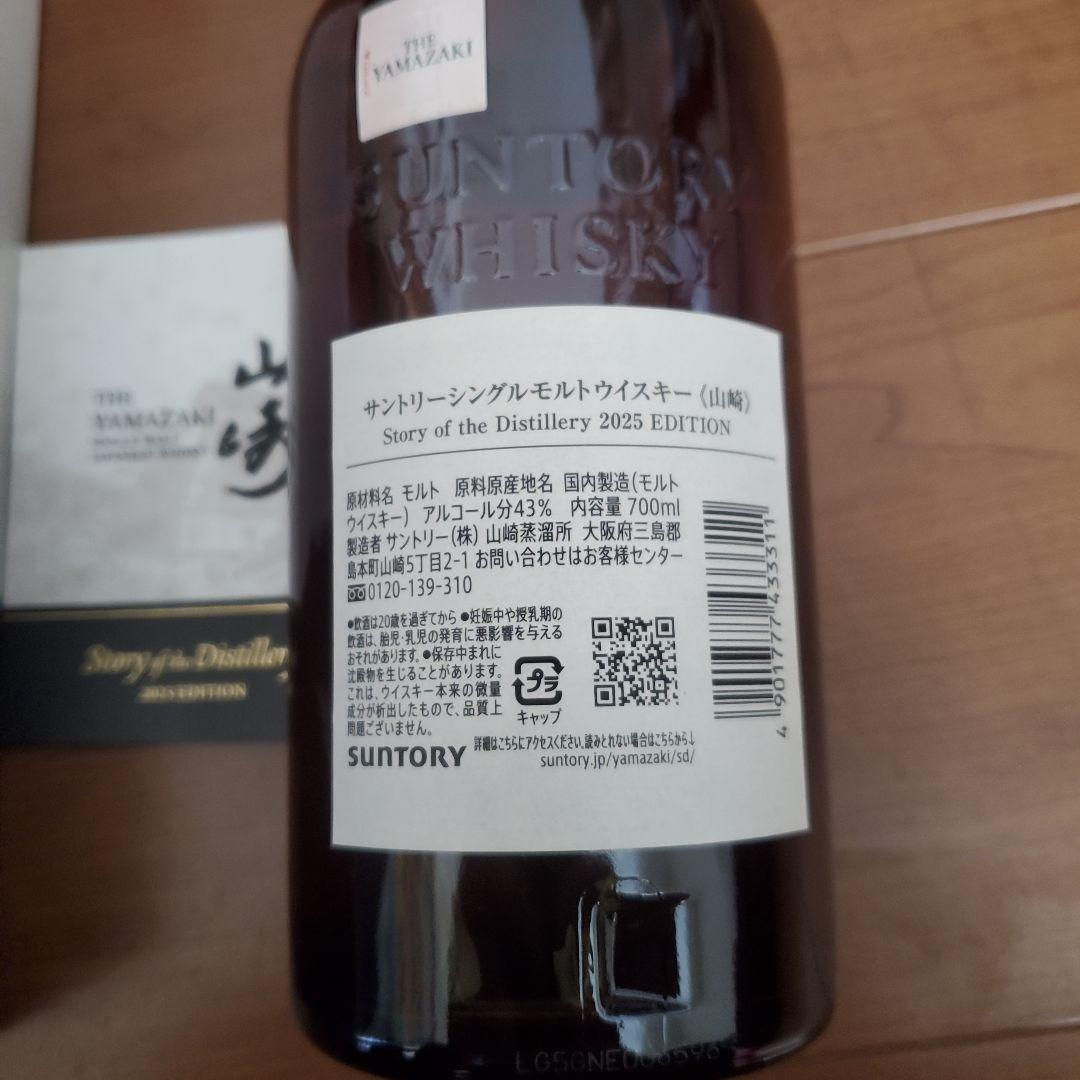 THE
YAMAZAKI
SUNTORY
WHISKY
サントリーシングルモルトウイスキー《山崎》
Story of the Distillery 2025 EDITION
原材料名 モルト 原料原産地名 国内製造(モルト
ウイスキー) アルコール分43% 内容量 700ml
製造者 サントリー(株) 山崎蒸溜所 大阪府三島郡
島本町山崎5丁目2-1 お問い合わせはお客様センター
0120-139-310
●飲酒は20歳を過ぎてから ●妊娠中や授乳期の
飲酒は、胎児・乳児の発育に悪影響を与える
おそれがあります。●保存中まれに
沈殿物を生じることがあります。
これは、ウイスキー本来の微量
成分が析出したもので、品質上
問題ございません。
プラ
キャップ
SUNTORY
詳細はこちらにアクセスください。読みとれない場合はこちらから↓
suntory.jp/yamazaki/sd/
4 901777 433311
THE
YAMAZAKI
SINGLE MALT
JAPANESE WHISKY
山崎
Story of the Distillery
2025 EDITION